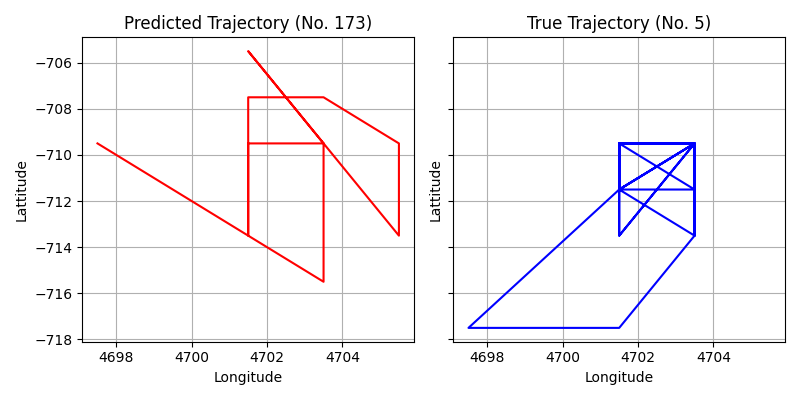 Predicted Trajectory (No. 173)
True Trajectory (No. 5)
Lattitude
−706
−708
−710
−712
−714
−716
−718
4698
4700
4702
4704
Longitude
Lattitude
4698
4700
4702
4704
Longitude